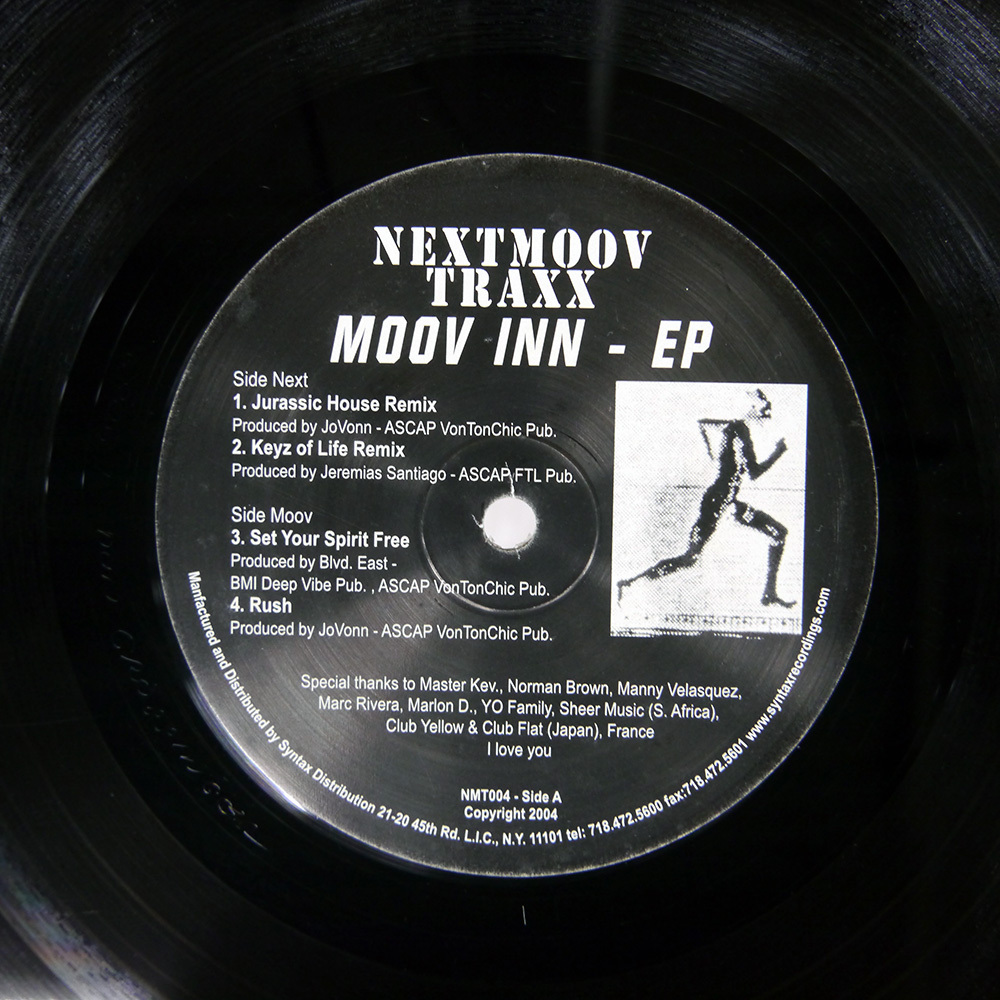 NEXTMOOV
TRAXX
MOOV INN - EP
Side Next
1. Jurassic House Remix
Produced by JoVonn - ASCAP VonTonChic Pub.
2. Keyz of Life Remix
Produced by Jeremias Santiago - ASCAP FTL Pub.
Side Moov
3. Set Your Spirit Free
Produced by Blvd. East -
BMI Deep Vibe Pub. , ASCAP VonTonChic Pub.
4. Rush
Produced by JoVonn - ASCAP VonTonChic Pub.
Special thanks to Master Kev., Norman Brown, Manny Velasquez,
Marc Rivera, Marlon D., YO Family, Sheer Music (S. Africa),
Club Yellow & Club Flat (Japan), France
I love you
NMT004 - Side A
Copyright 2004
Manfactured and Distributed by Syntax Distribution 21-20 45th Rd. L.I.C., N.Y. 11101 tel: 718.472.5600 fax:718.472.5601 www.syntaxrecordings.com